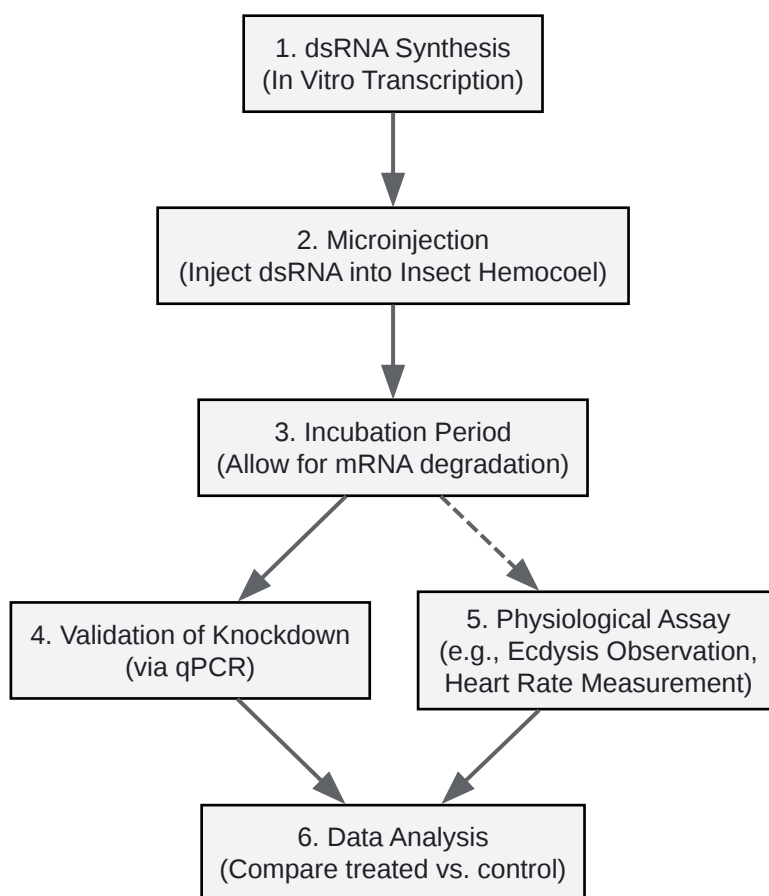 1. dsRNA Synthesis
(In Vitro Transcription)
2. Microinjection
(Inject dsRNA into Insect Hemocoel)
3. Incubation Period
(Allow for mRNA degradation)
4. Validation of Knockdown
(via qPCR)
5. Physiological Assay
(e.g., Ecdysis Observation,
Heart Rate Measurement)
6. Data Analysis
(Compare treated vs. control)